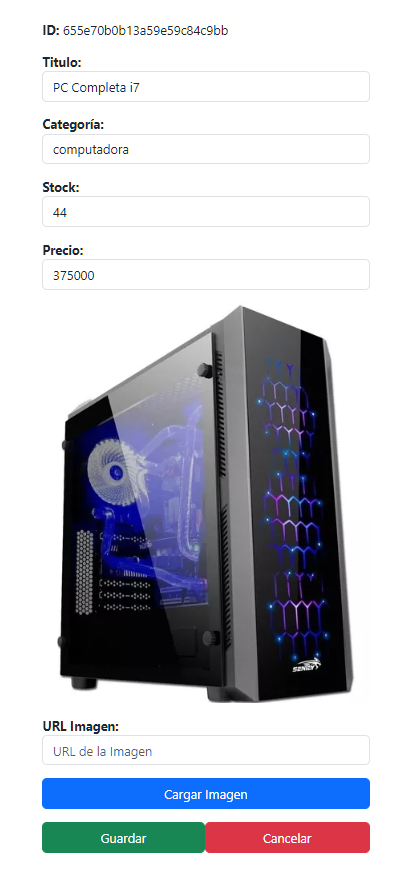 ID: 655e70b0b13a59e59c84c9bb
Titulo:
PC Completa i7
Categoría:
computadora
Stock:
44
Precio:
375000
SENTEY
URL Imagen:
URL de la Imagen
Cargar Imagen
Guardar
Cancelar